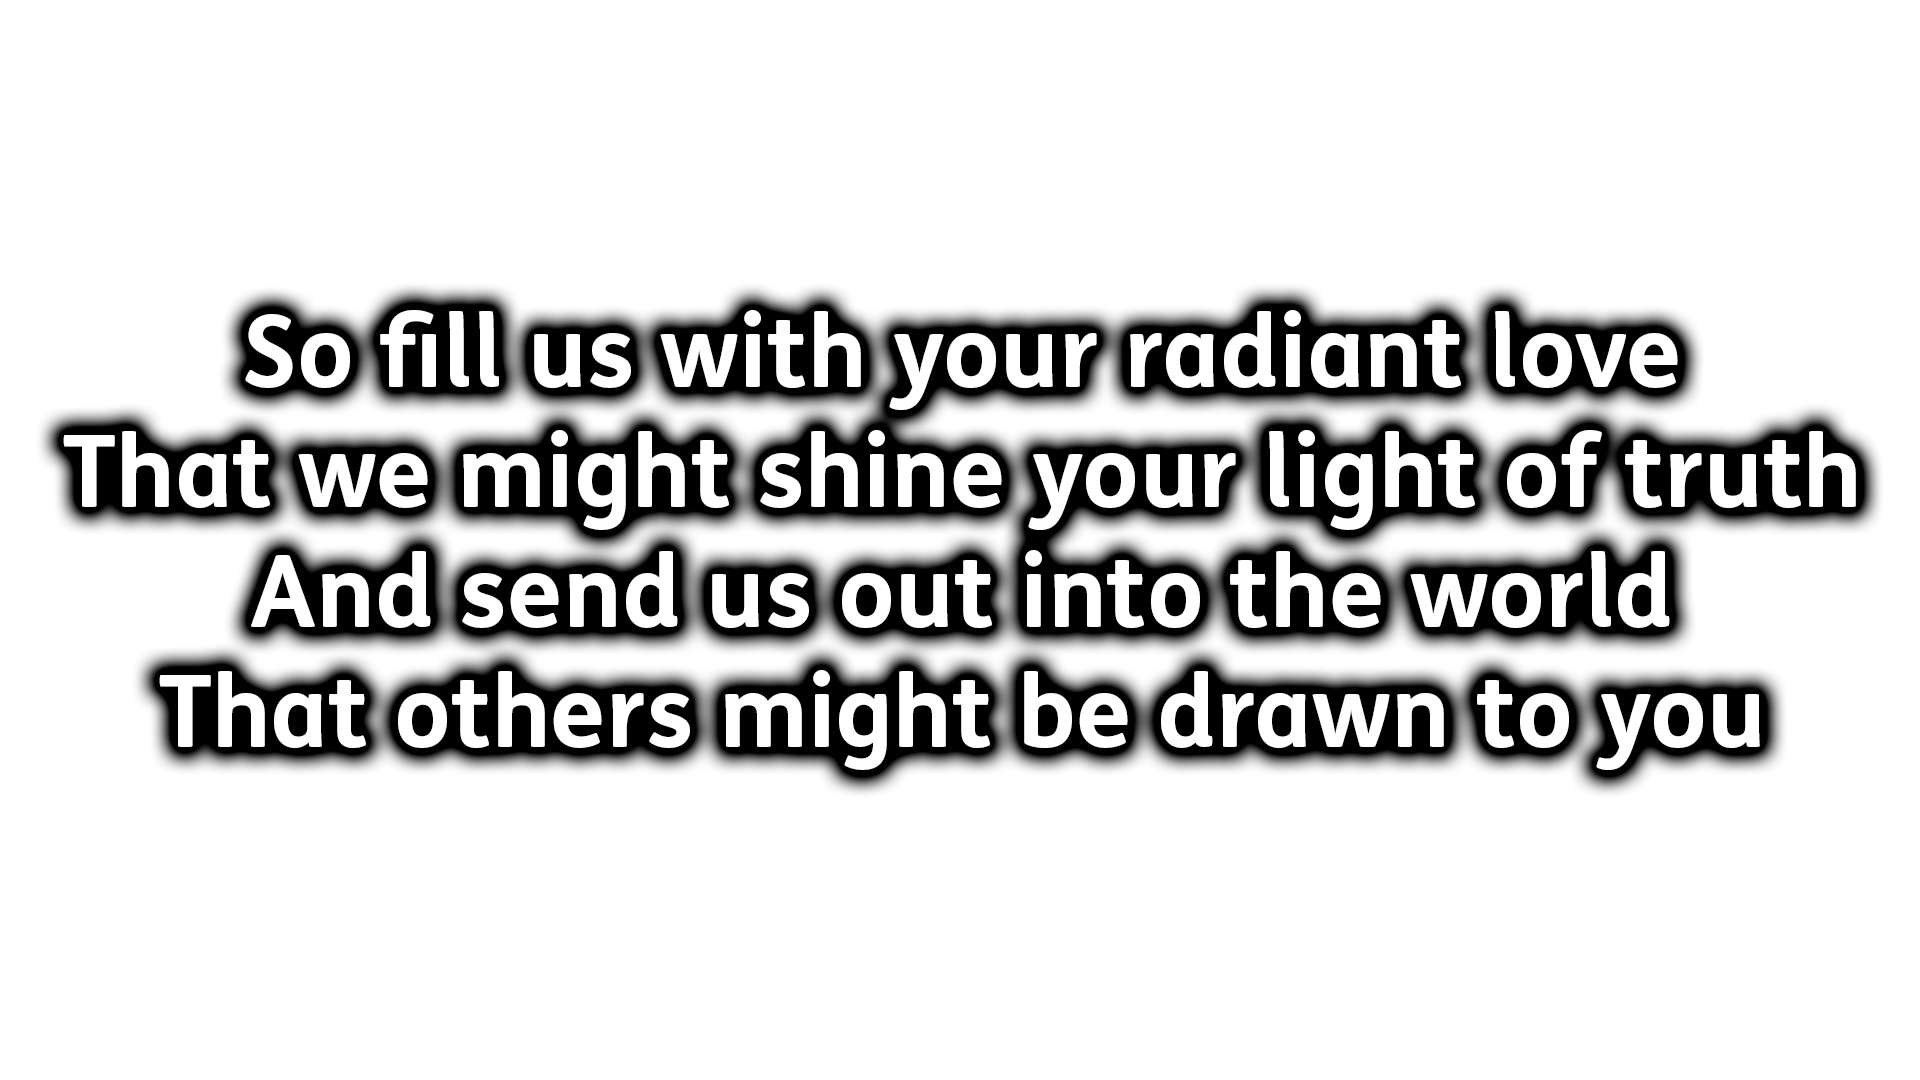 So fill us with your radiant love
That we might shine your light of truth
And send us out into the world
That others might be drawn to you